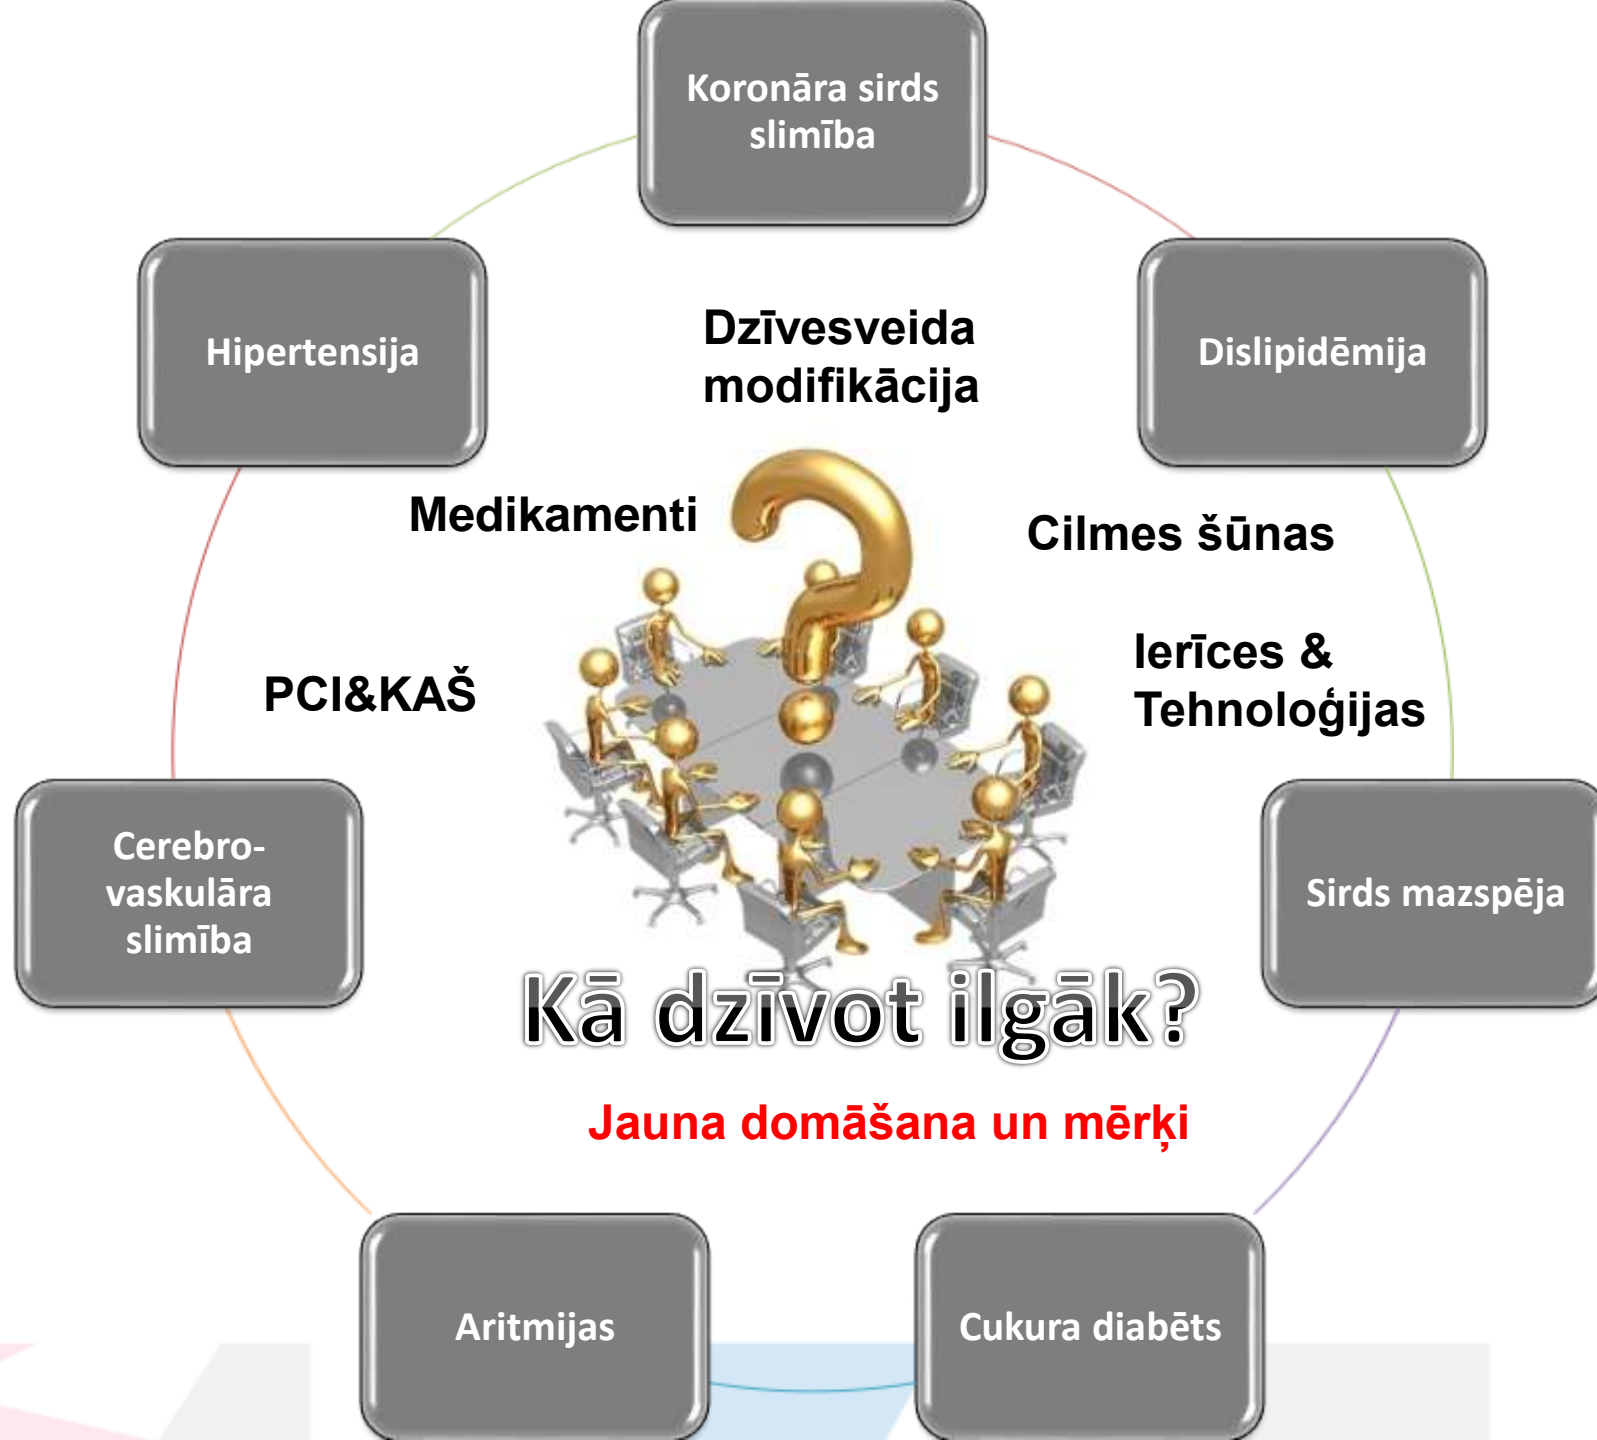 Koronāra sirds
slimība
Hipertensija
Dislipidēmija
Dzīvesveida
modifikācija
Medikamenti
Cilmes šūnas
PCI&KAŠ
Ierīces &
Tehnoloģijas
Cerebro-
vaskulāra
slimība
Sirds mazspēja
Kā dzīvot ilgāk?
Jauna domāšana un mērķi
Aritmijas
Cukura diabēts